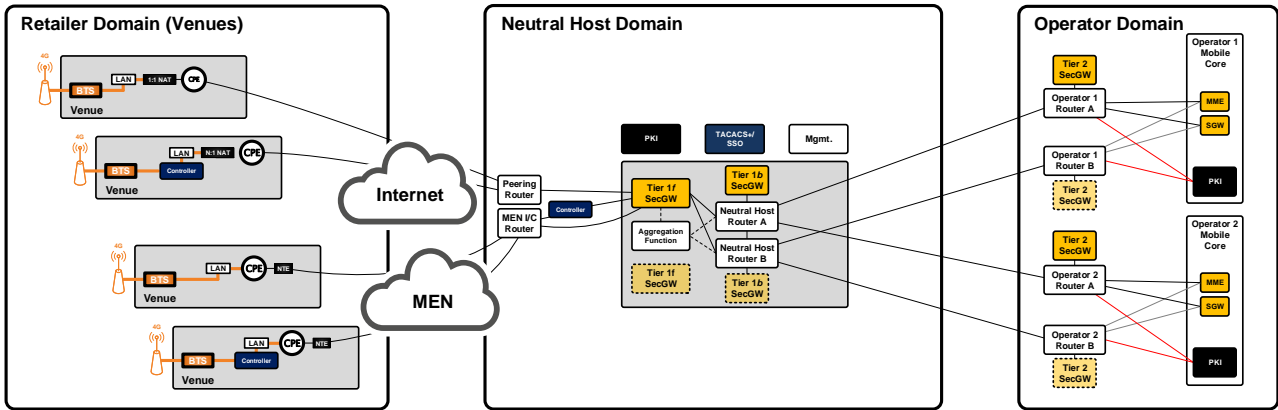 Retailer Domain (Venues)
4G
BTS
LAN
1:1 NAT
CPE
Venue
4G
BTS
LAN
N:1 NAT
CPE
Controller
Venue
4G
BTS
LAN
CPE
NTE
Venue
4G
BTS
LAN
CPE
NTE
Controller
Venue
Internet
MEN
Neutral Host Domain
Peering
Router
MEN I/C
Router
Controller
PKI
TACACS+/
SSO
Mgmt.
Tier 1f
SecGW
Aggregation
Function
Tier 1f
SecGW
Tier 1b
SecGW
Neutral Host
Router A
Neutral Host
Router B
Tier 1b
SecGW
Operator Domain
Tier 2
SecGW
Operator 1
Router A
Operator 1
Router B
Tier 2
SecGW
Operator 1
Mobile
Core
MME
SGW
PKI
Tier 2
SecGW
Operator 2
Router A
Operator 2
Router B
Tier 2
SecGW
Operator 2
Mobile
Core
MME
SGW
PKI